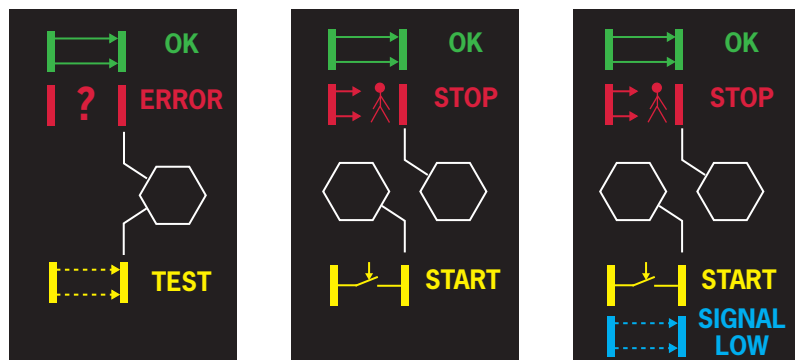 OK
? ERROR
TEST
OK
STOP
START
OK
STOP
START
SIGNAL
LOW